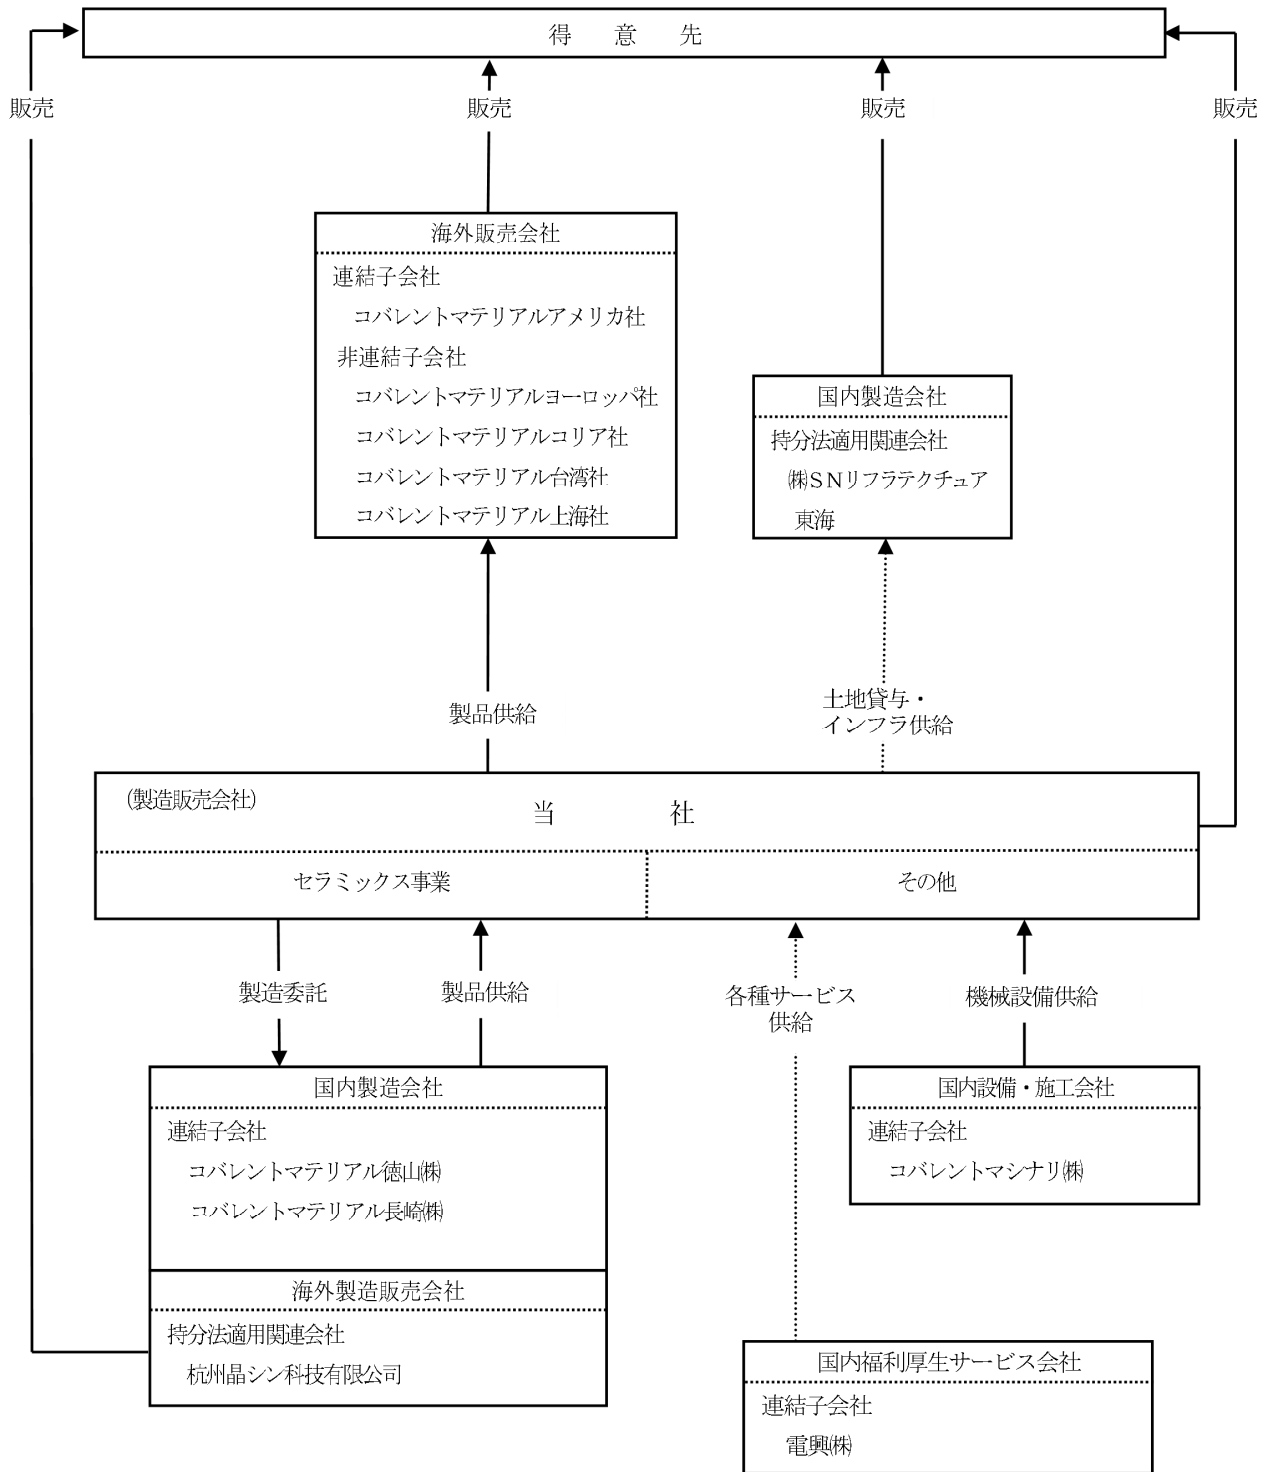 得意先
販売
販売
販売
販売
海外販売会社
連結子会社
コバレントマテリアルアメリカ社
非連結子会社
コバレントマテリアルヨーロッパ社
コバレントマテリアルコリア社
コバレントマテリアル台湾社
コバレントマテリアル上海社
国内製造会社
持分法適用関連会社
㈱ＳＮリフラテクチュア
東海
製品供給
土地貸与・
インフラ供給
(製造販売会社)
当社
セラミックス事業
その他
製造委託
製品供給
各種サービス
供給
機械設備供給
国内製造会社
連結子会社
コバレントマテリアル徳山㈱
コバレントマテリアル長崎㈱
海外製造販売会社
持分法適用関連会社
杭州晶シン科技有限公司
国内設備・施工会社
連結子会社
コバレントマシナリ㈱
国内福利厚生サービス会社
連結子会社
電興㈱